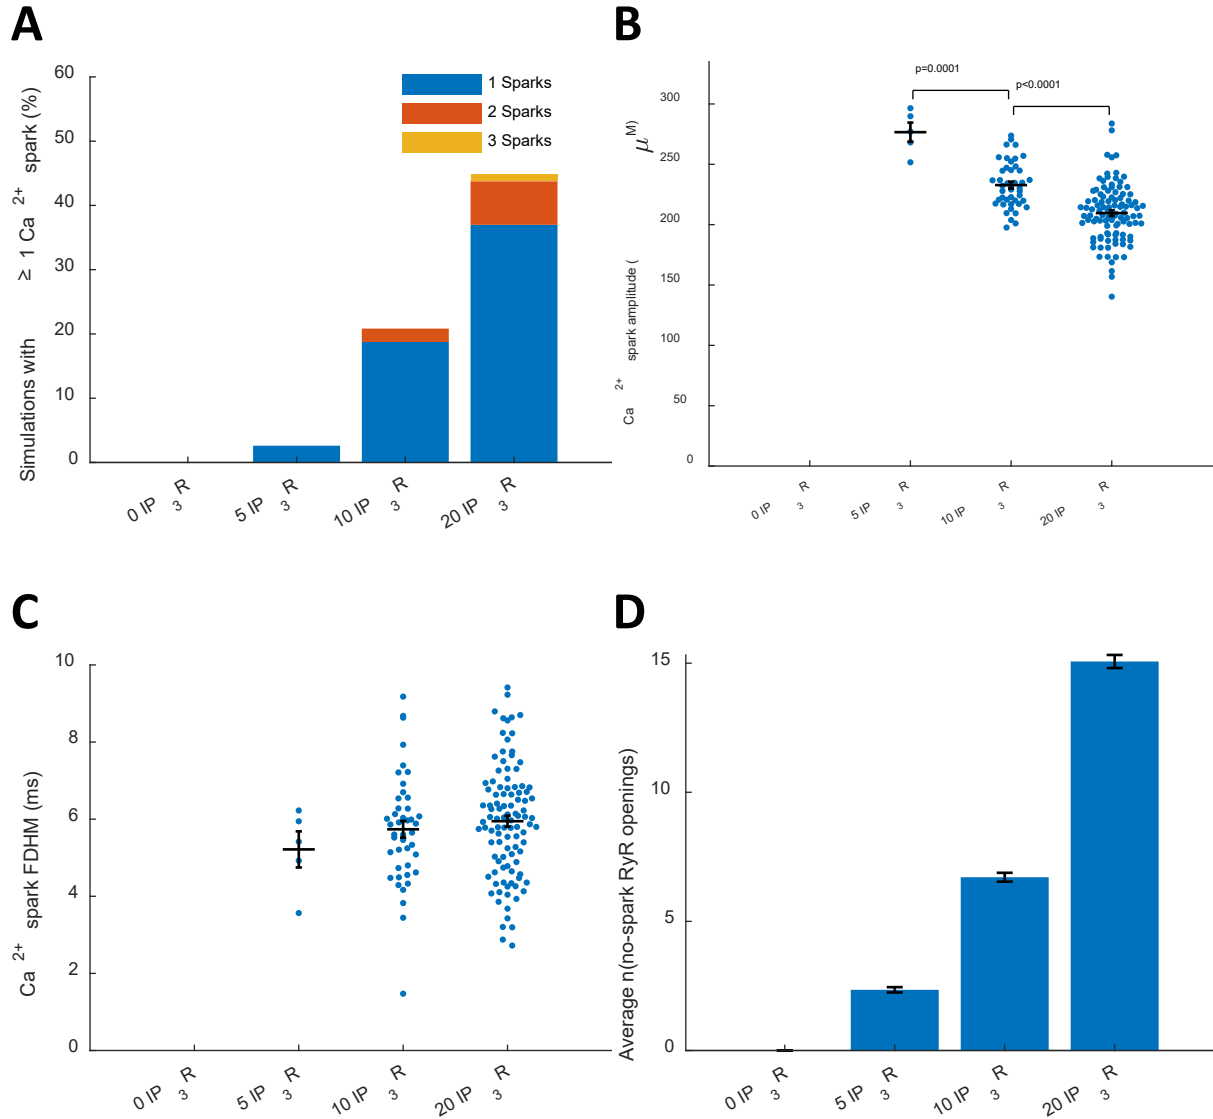 A
Simulations with ≥ 1 Ca 2+ spark (%)
60
50
40
30
20
10
0
1 Sparks
2 Sparks
3 Sparks
0 IP 3 R
5 IP 3 R
10 IP 3 R
20 IP 3 R
B
Ca 2+ spark amplitude ( μ M)
300
250
200
150
100
50
0
p=0.0001
p<0.0001
0 IP 3 R
5 IP 3 R
10 IP 3 R
20 IP 3 R
C
Ca 2+ spark FDHM (ms)
10
8
6
4
2
0
0 IP 3 R
5 IP 3 R
10 IP 3 R
20 IP 3 R
D
Average n(no-spark RyR openings)
15
10
5
0
0 IP 3 R
5 IP 3 R
10 IP 3 R
20 IP 3 R